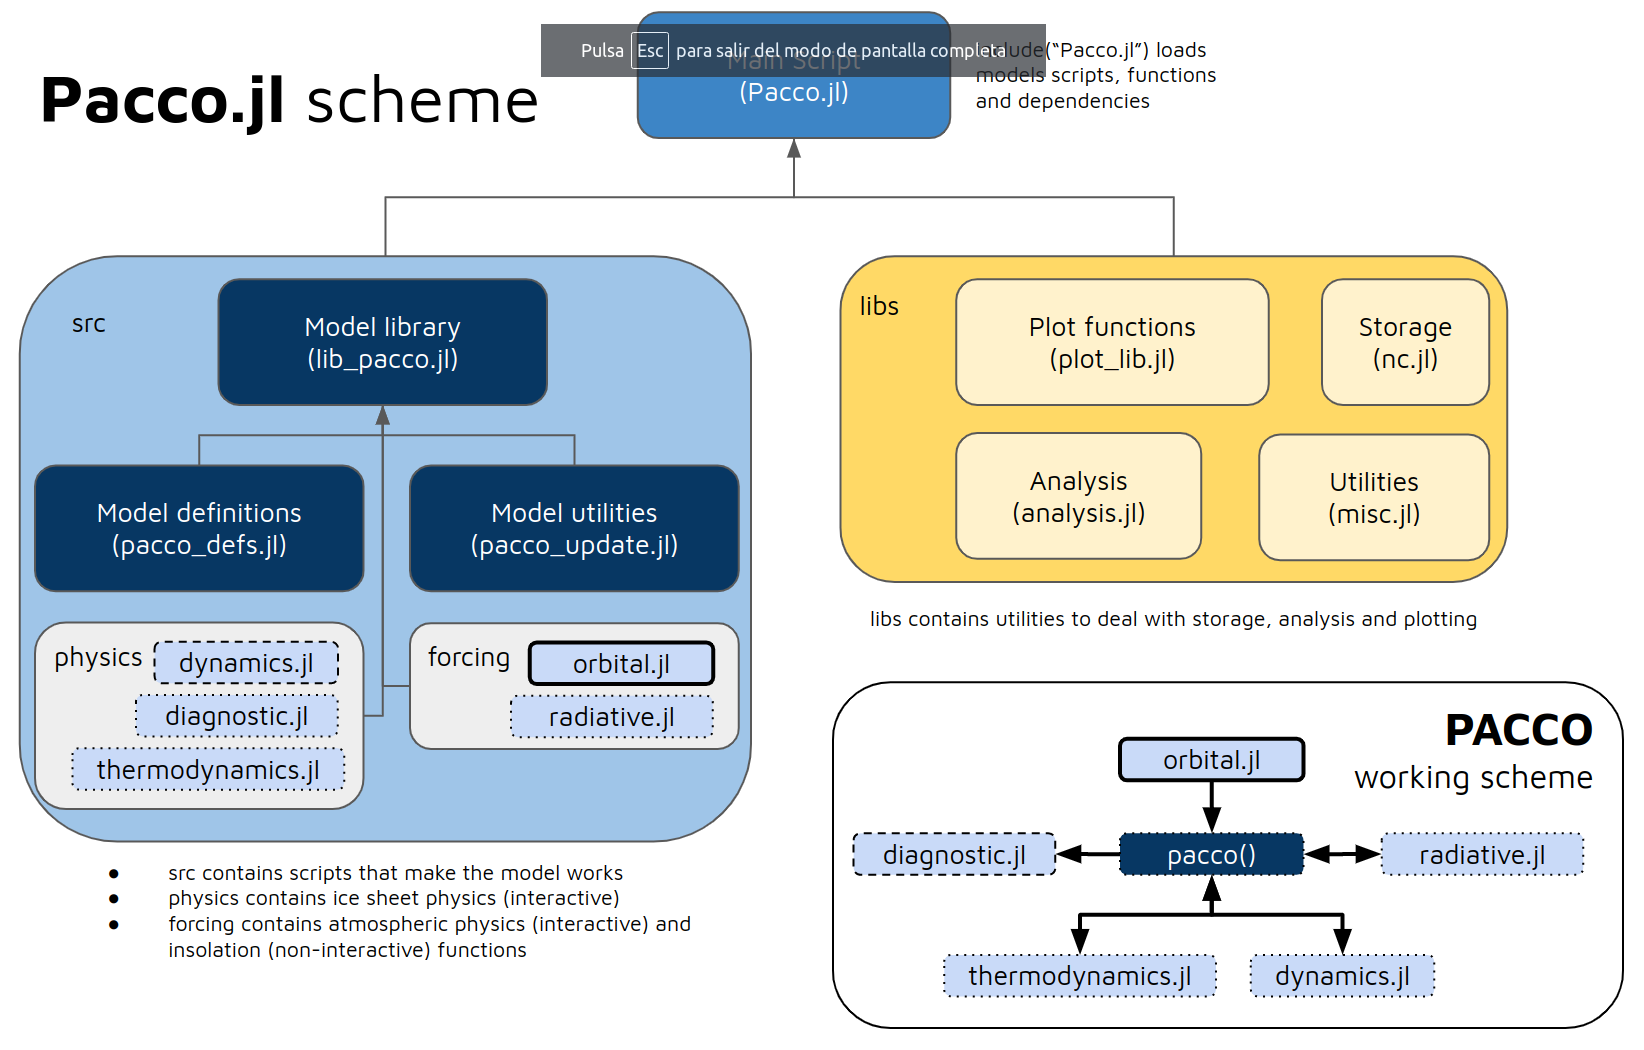 Pulsa Esc para salir del modo de pantalla completa
Main Script
(Pacco.jl)
("Pacco.jl") loads
models scripts, functions
and dependencies
Pacco.jl scheme
src
Model library
(lib_pacco.jl)
Model definitions
(pacco_defs.jl)
Model utilities
(pacco_update.jl)
physics
dynamics.jl
diagnostic.jl
thermodynamics.jl
forcing
orbital.jl
radiative.jl
libs
Plot functions
(plot_lib.jl)
Storage
(nc.jl)
Analysis
(analysis.jl)
Utilities
(misc.jl)
libs contains utilities to deal with storage, analysis and plotting
● src contains scripts that make the model works
● physics contains ice sheet physics (interactive)
● forcing contains atmospheric physics (interactive) and
insolation (non-interactive) functions
PACCO
working scheme
orbital.jl
diagnostic.jl
pacco()
radiative.jl
thermodynamics.jl
dynamics.jl